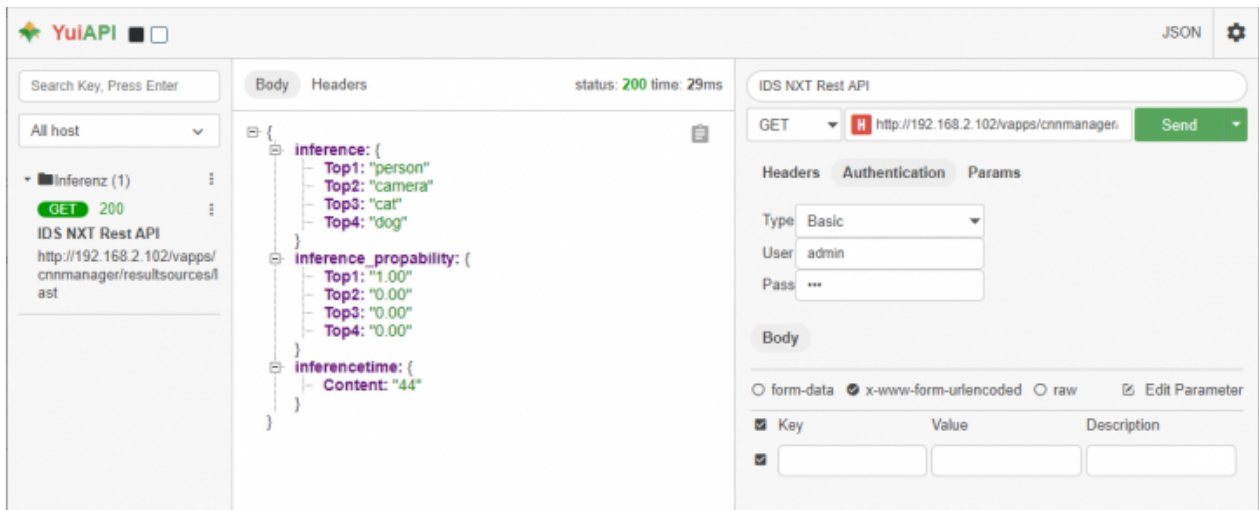 YuiAPI
JSON
Search Key, Press Enter
All host
Inferenz (1)
GET 200
IDS NXT Rest API
http://192.168.2.102/vapps/
cnnmanager/resultsources/l
ast
Body Headers status: 200 time: 29ms
{
inference: {
Top1: "person"
Top2: "camera"
Top3: "cat"
Top4: "dog"
}
inference_propability: {
Top1: "1.00"
Top2: "0.00"
Top3: "0.00"
Top4: "0.00"
}
inferencetime: {
Content: "44"
}
}
IDS NXT Rest API
GET H http://192.168.2.102/vapps/cnnmanager/ Send
Headers Authentication Params
Type Basic
User admin
Pass •••
Body
form-data x-www-form-urlencoded raw Edit Parameter
Key Value Description